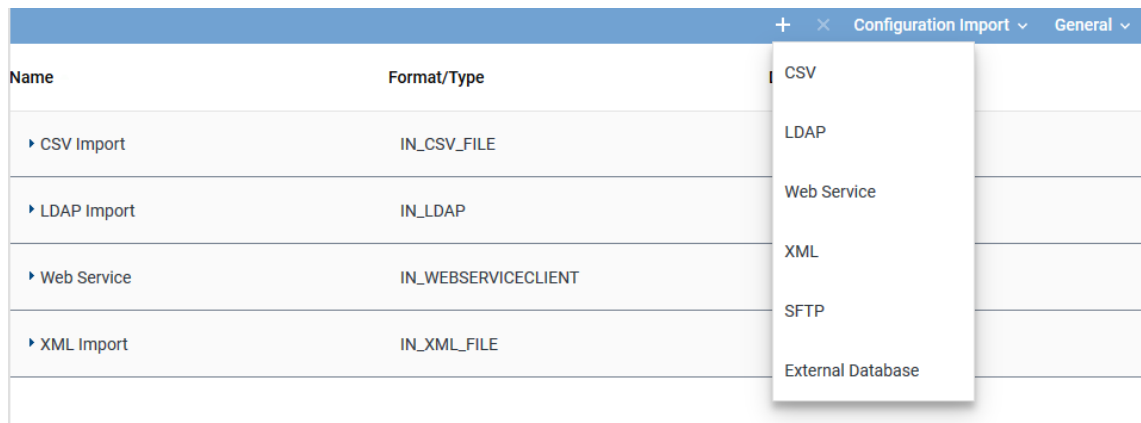 Configuration Import General
Name Format/Type
CSV
CSV Import IN_CSV_FILE
LDAP
Web Service
LDAP Import IN_LDAP
XML
Web Service IN_WEBSERVICECLIENT
SFTP
XML Import IN_XML_FILE
External Database